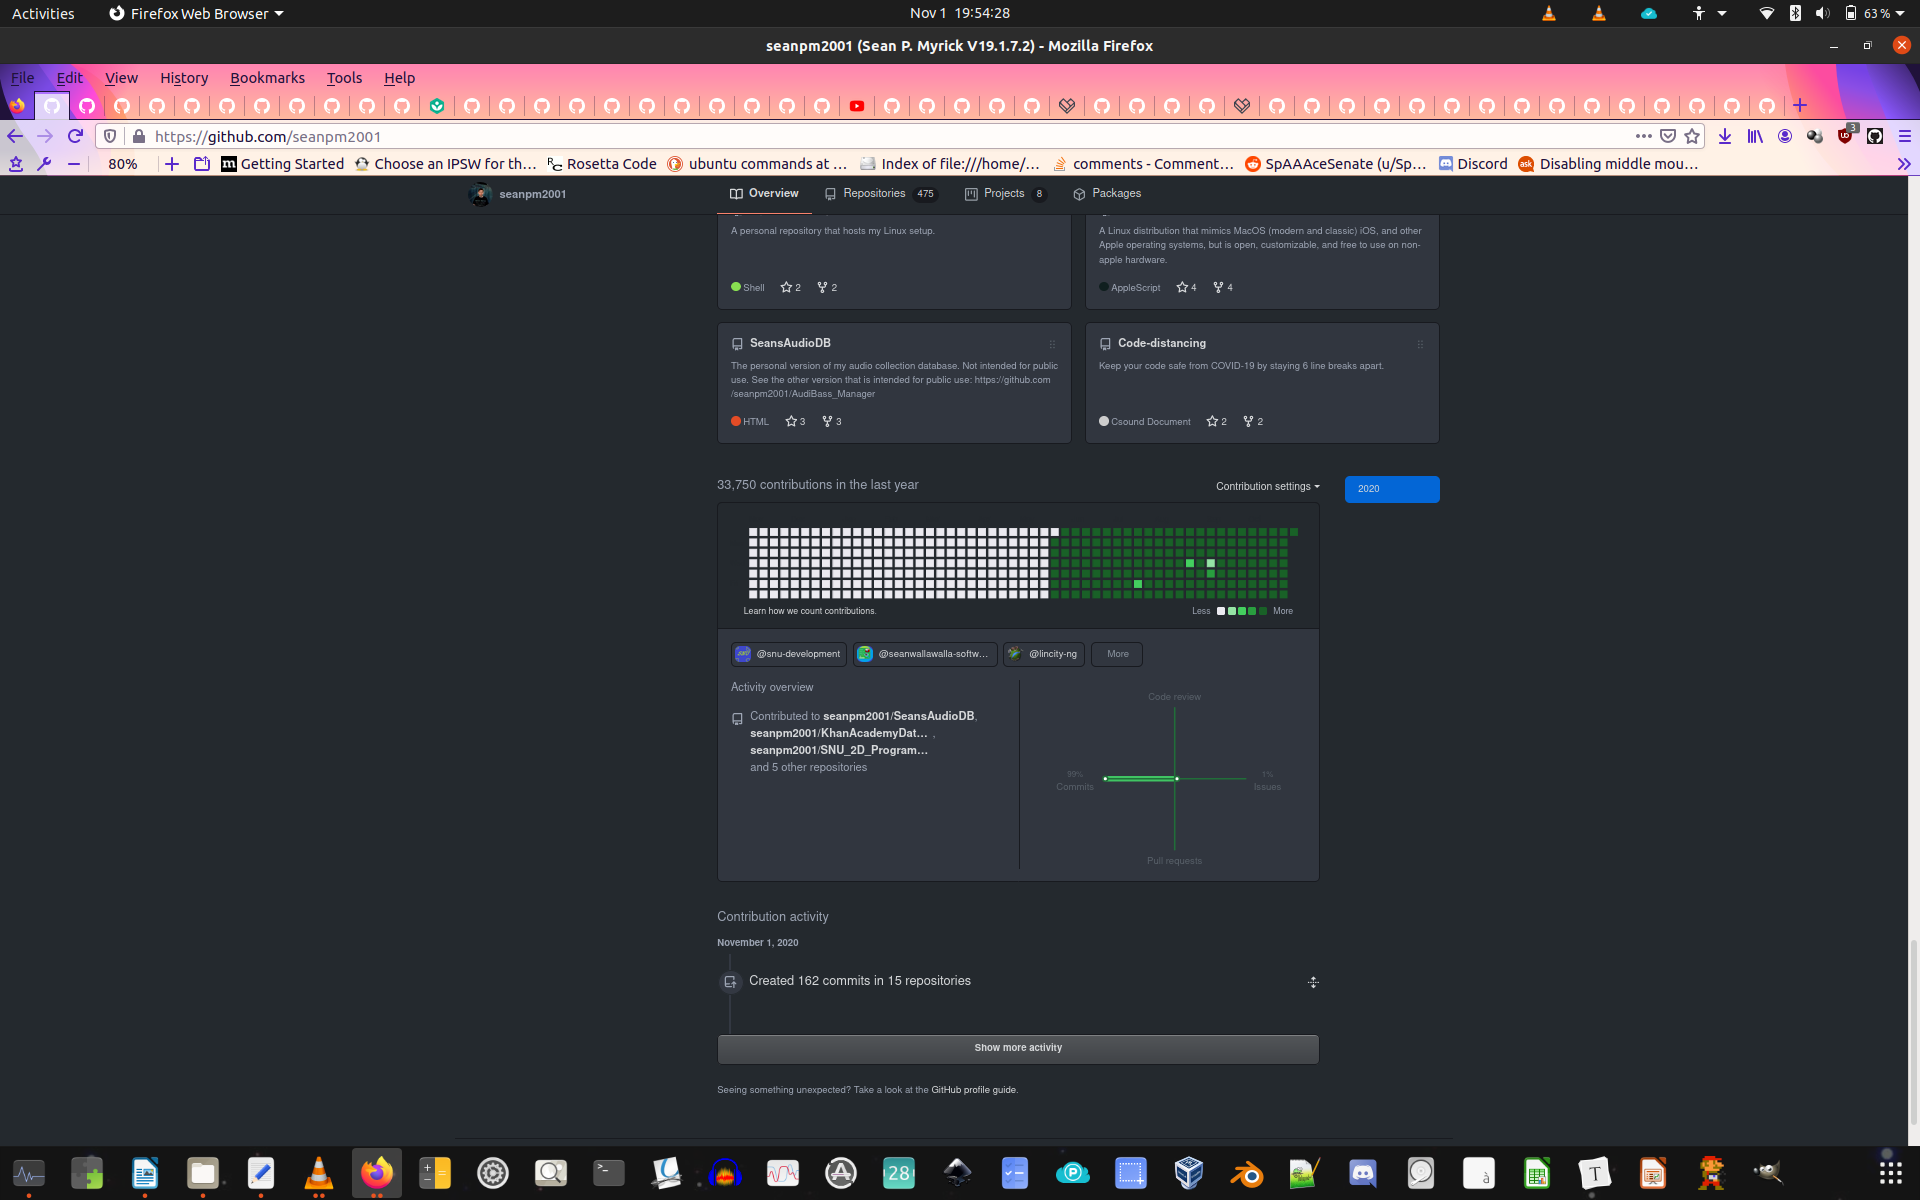 Activities
Firefox Web Browser
Nov 1 19:54:28
63 %
seanpm2001 (Sean P. Myrick V19.1.7.2) - Mozilla Firefox
File Edit View History Bookmarks Tools Help
https://github.com/seanpm2001
3
80%
Getting Started
Choose an IPSW for th…
Rosetta Code
ubuntu commands at …
Index of file:///home/…
comments - Comment…
SpAAAceSenate (u/Sp…
Discord
Disabling middle mou…
seanpm2001
Overview
Repositories 475
Projects 8
Packages
A personal repository that hosts my Linux setup.
Shell 2 2
A Linux distribution that mimics MacOS (modern and classic) iOS, and other
Apple operating systems, but is open, customizable, and free to use on non-
apple hardware.
AppleScript 4 4
SeansAudioDB
The personal version of my audio collection database. Not intended for public
use. See the other version that is intended for public use: https://github.com
/seanpm2001/AudiBass_Manager
HTML 3 3
Code-distancing
Keep your code safe from COVID-19 by staying 6 line breaks apart.
Csound Document 2 2
33,750 contributions in the last year
Contribution settings
2020
Learn how we count contributions.
Less
More
@snu-development
@seanwallawalla-softw…
@lincity-ng
More
Activity overview
Contributed to seanpm2001/SeansAudioDB,
seanpm2001/KhanAcademyDat… ,
seanpm2001/SNU_2D_Program…
and 5 other repositories
Code review
99%
Commits
1%
Issues
Pull requests
Contribution activity
November 1, 2020
Created 162 commits in 15 repositories
Show more activity
Seeing something unexpected? Take a look at the GitHub profile guide.
28